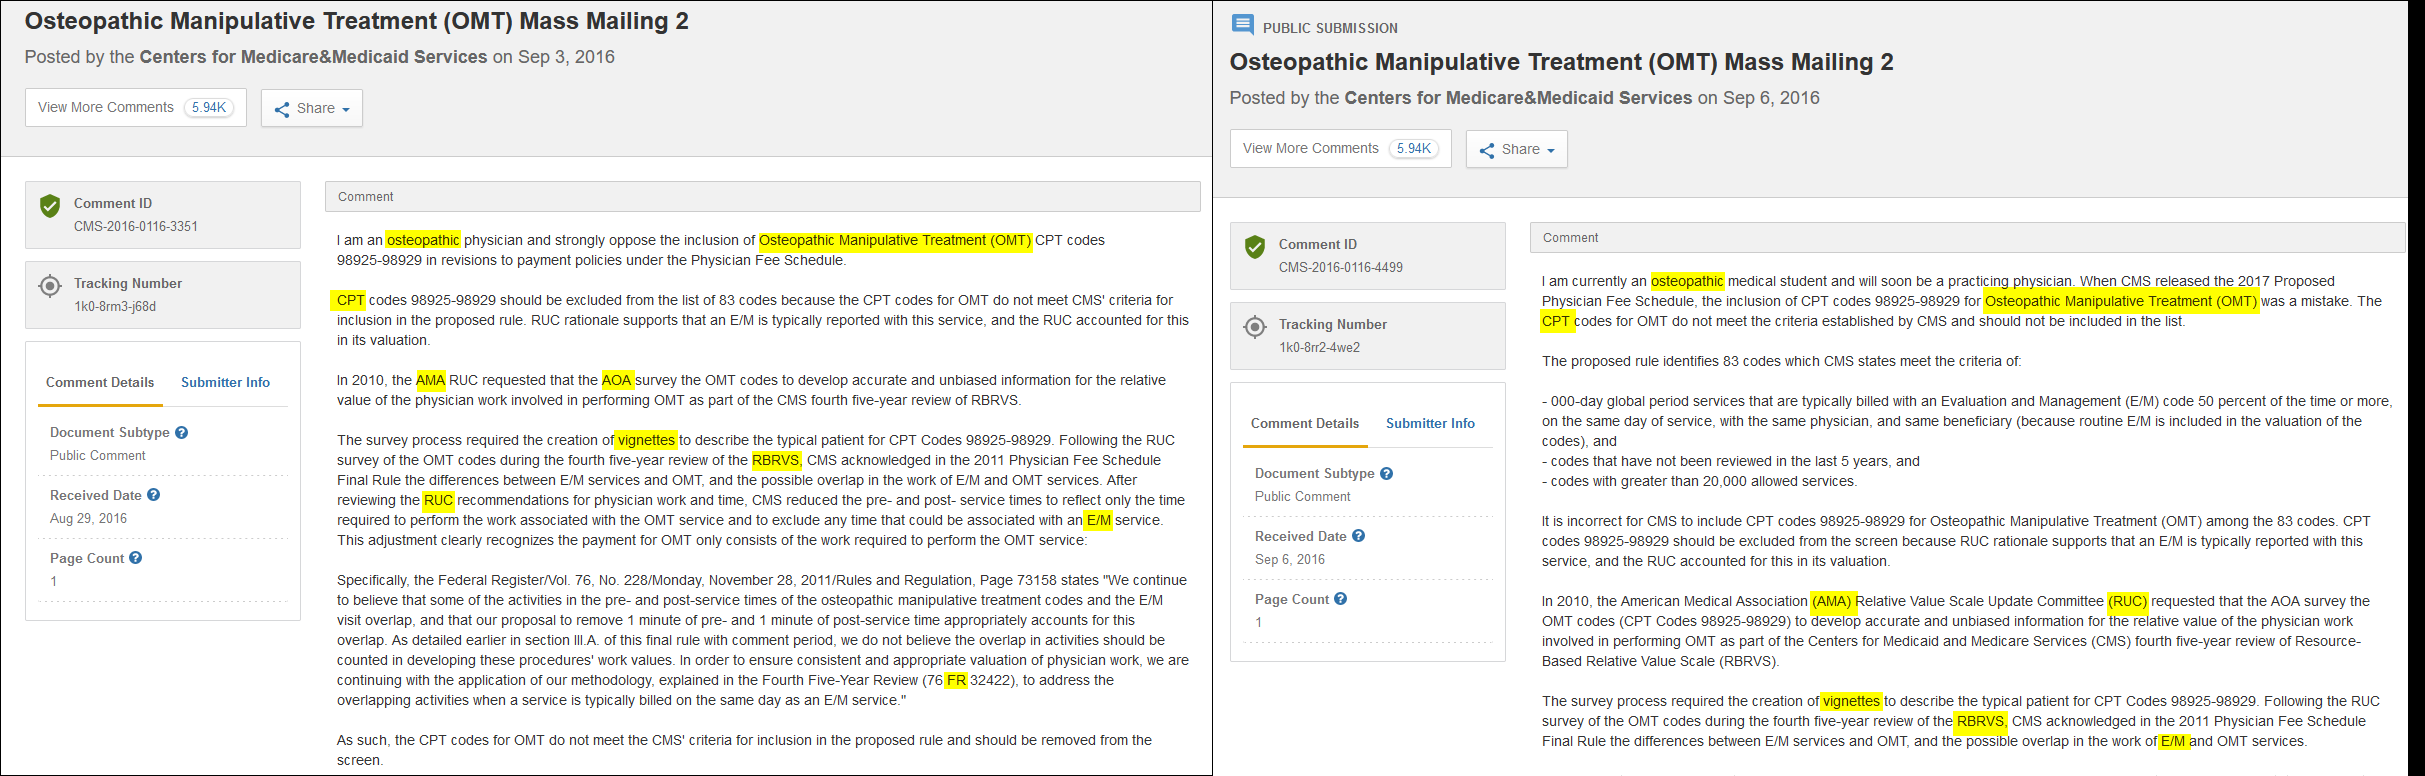 Osteopathic Manipulative Treatment (OMT) Mass Mailing 2
Posted by the Centers for Medicare&Medicaid Services on Sep 3, 2016
View More Comments 5.94K Share
Comment ID
CMS-2016-0116-3351
Tracking Number
1k0-8rm3-j68d
Comment Details Submitter Info
Document Subtype ?
Public Comment
Received Date ?
Aug 29, 2016
Page Count ?
1
Comment
I am an osteopathic physician and strongly oppose the inclusion of Osteopathic Manipulative Treatment (OMT) CPT codes
98925-98929 in revisions to payment policies under the Physician Fee Schedule.
CPT codes 98925-98929 should be excluded from the list of 83 codes because the CPT codes for OMT do not meet CMS' criteria for
inclusion in the proposed rule. RUC rationale supports that an E/M is typically reported with this service, and the RUC accounted for this
in its valuation.
In 2010, the AMA RUC requested that the AOA survey the OMT codes to develop accurate and unbiased information for the relative
value of the physician work involved in performing OMT as part of the CMS fourth five-year review of RBRVS.
The survey process required the creation of vignettes to describe the typical patient for CPT Codes 98925-98929. Following the RUC
survey of the OMT codes during the fourth five-year review of the RBRVS, CMS acknowledged in the 2011 Physician Fee Schedule
Final Rule the differences between E/M services and OMT, and the possible overlap in the work of E/M and OMT services. After
reviewing the RUC recommendations for physician work and time, CMS reduced the pre- and post- service times to reflect only the time
required to perform the work associated with the OMT service and to exclude any time that could be associated with an E/M service.
This adjustment clearly recognizes the payment for OMT only consists of the work required to perform the OMT service:
Specifically, the Federal Register/Vol. 76, No. 228/Monday, November 28, 2011/Rules and Regulation, Page 73158 states "We continue
to believe that some of the activities in the pre- and post-service times of the osteopathic manipulative treatment codes and the E/M
visit overlap, and that our proposal to remove 1 minute of pre- and 1 minute of post-service time appropriately accounts for this
overlap. As detailed earlier in section III.A. of this final rule with comment period, we do not believe the overlap in activities should be
counted in developing these procedures' work values. In order to ensure consistent and appropriate valuation of physician work, we are
continuing with the application of our methodology, explained in the Fourth Five-Year Review (76 FR 32422), to address the
overlapping activities when a service is typically billed on the same day as an E/M service."
As such, the CPT codes for OMT do not meet the CMS' criteria for inclusion in the proposed rule and should be removed from the
screen.
PUBLIC SUBMISSION
Osteopathic Manipulative Treatment (OMT) Mass Mailing 2
Posted by the Centers for Medicare&Medicaid Services on Sep 6, 2016
View More Comments 5.94K Share
Comment ID
CMS-2016-0116-4499
Tracking Number
1k0-8rr2-4we2
Comment Details Submitter Info
Document Subtype ?
Public Comment
Received Date ?
Sep 6, 2016
Page Count ?
1
Comment
I am currently an osteopathic medical student and will soon be a practicing physician. When CMS released the 2017 Proposed
Physician Fee Schedule, the inclusion of CPT codes 98925-98929 for Osteopathic Manipulative Treatment (OMT) was a mistake. The
CPT codes for OMT do not meet the criteria established by CMS and should not be included in the list.
The proposed rule identifies 83 codes which CMS states meet the criteria of:
- 000-day global period services that are typically billed with an Evaluation and Management (E/M) code 50 percent of the time or more,
on the same day of service, with the same physician, and same beneficiary (because routine E/M is included in the valuation of the
codes), and
- codes that have not been reviewed in the last 5 years, and
- codes with greater than 20,000 allowed services.
It is incorrect for CMS to include CPT codes 98925-98929 for Osteopathic Manipulative Treatment (OMT) among the 83 codes. CPT
codes 98925-98929 should be excluded from the screen because RUC rationale supports that an E/M is typically reported with this
service, and the RUC accounted for this in its valuation.
In 2010, the American Medical Association (AMA) Relative Value Scale Update Committee (RUC) requested that the AOA survey the
OMT codes (CPT Codes 98925-98929) to develop accurate and unbiased information for the relative value of the physician work
involved in performing OMT as part of the Centers for Medicaid and Medicare Services (CMS) fourth five-year review of Resource-
Based Relative Value Scale (RBRVS).
The survey process required the creation of vignettes to describe the typical patient for CPT Codes 98925-98929. Following the RUC
survey of the OMT codes during the fourth five-year review of the RBRVS, CMS acknowledged in the 2011 Physician Fee Schedule
Final Rule the differences between E/M services and OMT, and the possible overlap in the work of E/M and OMT services.